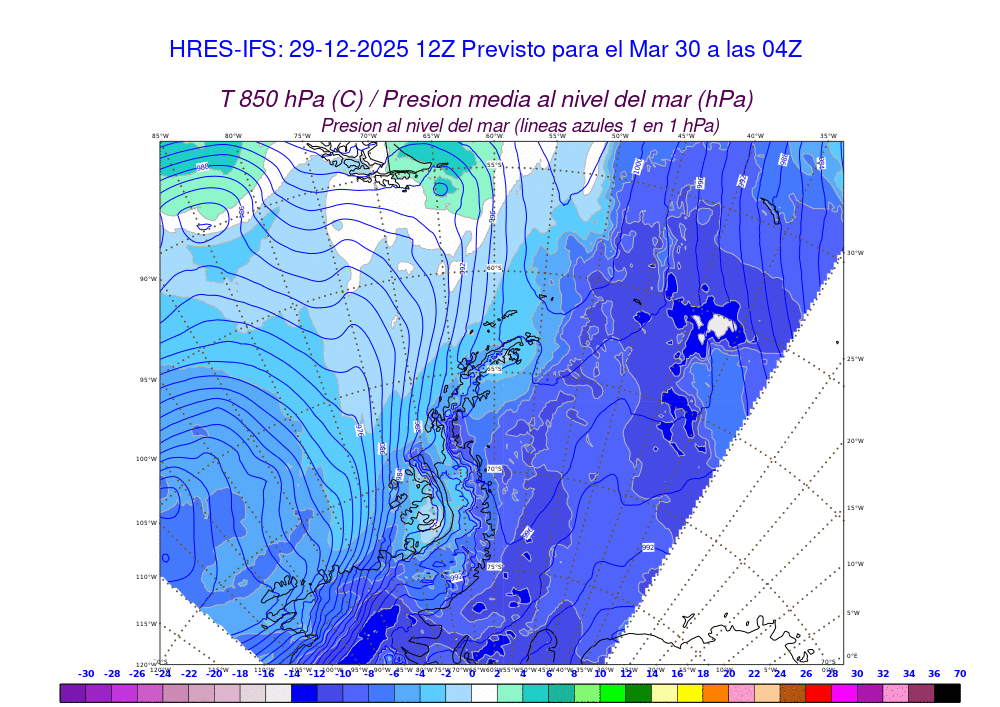 HRES-IFS: 29-12-2025 12Z Previsto para el Mar 30 a las 04Z
T 850 hPa (C) / Presion media al nivel del mar (hPa)
Presion al nivel del mar (lineas azules 1 en 1 hPa)
85°W 80°W 75°W 70°W 65°W 60°W 55°W 50°W 45°W 40°W 35°W
988
55°S
60°S
992
30°W
90°W
65°S
25°W
95°W
20°W
100°W
70°S
15°W
105°W
992
75°S
10°W
110°W
5°W
115°W
0°E
120°W
-30 -28 -26 -24 -22 -20 -18 -16 -14 -12 -10 -8 -6 -4 -2 0 2 4 6 8 10 12 14 16 18 20 22 24 26 28 30 32 34 36 70